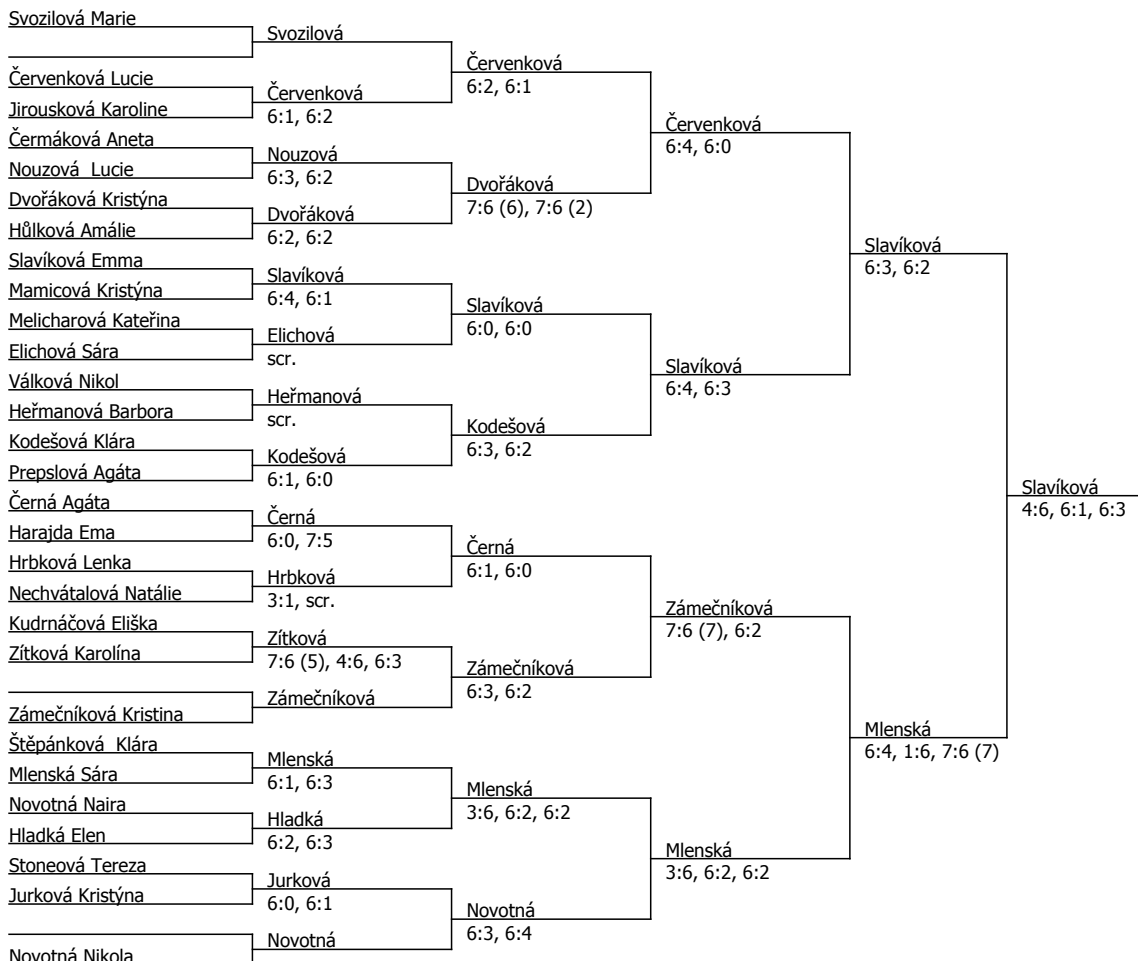 Svozilová Marie
Svozilová
Červenková
6:2, 6:1
Červenková Lucie
Jirousková Karoline
Červenková
6:1, 6:2
Červenková
6:4, 6:0
Čermáková Aneta
Nouzová  Lucie
Nouzová
6:3, 6:2
Dvořáková
7:6 (6), 7:6 (2)
Dvořáková Kristýna
Hůlková Amálie
Dvořáková
6:2, 6:2
Slavíková
6:3, 6:2
Slavíková Emma
Mamicová Kristýna
Slavíková
6:4, 6:1
Slavíková
6:0, 6:0
Melicharová Kateřina
Elichová Sára
Elichová
scr.
Slavíková
6:4, 6:3
Válková Nikol
Heřmanová Barbora
Heřmanová
scr.
Kodešová
6:3, 6:2
Kodešová Klára
Prepslová Agáta
Kodešová
6:1, 6:0
Slavíková
4:6, 6:1, 6:3
Černá Agáta
Harajda Ema
Černá
6:0, 7:5
Černá
6:1, 6:0
Hrbková Lenka
Nechvátalová Natálie
Hrbková
3:1, scr.
Zámečníková
7:6 (7), 6:2
Kudrnáčová Eliška
Zítková Karolína
Zítková
7:6 (5), 4:6, 6:3
Zámečníková
6:3, 6:2
Zámečníková Kristina
Zámečníková
Mlenská
6:4, 1:6, 7:6 (7)
Štěpánková  Klára
Mlenská Sára
Mlenská
6:1, 6:3
Mlenská
3:6, 6:2, 6:2
Novotná Naira
Hladká Elen
Hladká
6:2, 6:3
Mlenská
3:6, 6:2, 6:2
Stoneová Tereza
Jurková Kristýna
Jurková
6:0, 6:1
Novotná
6:3, 6:4
Novotná
Novotná Nikola